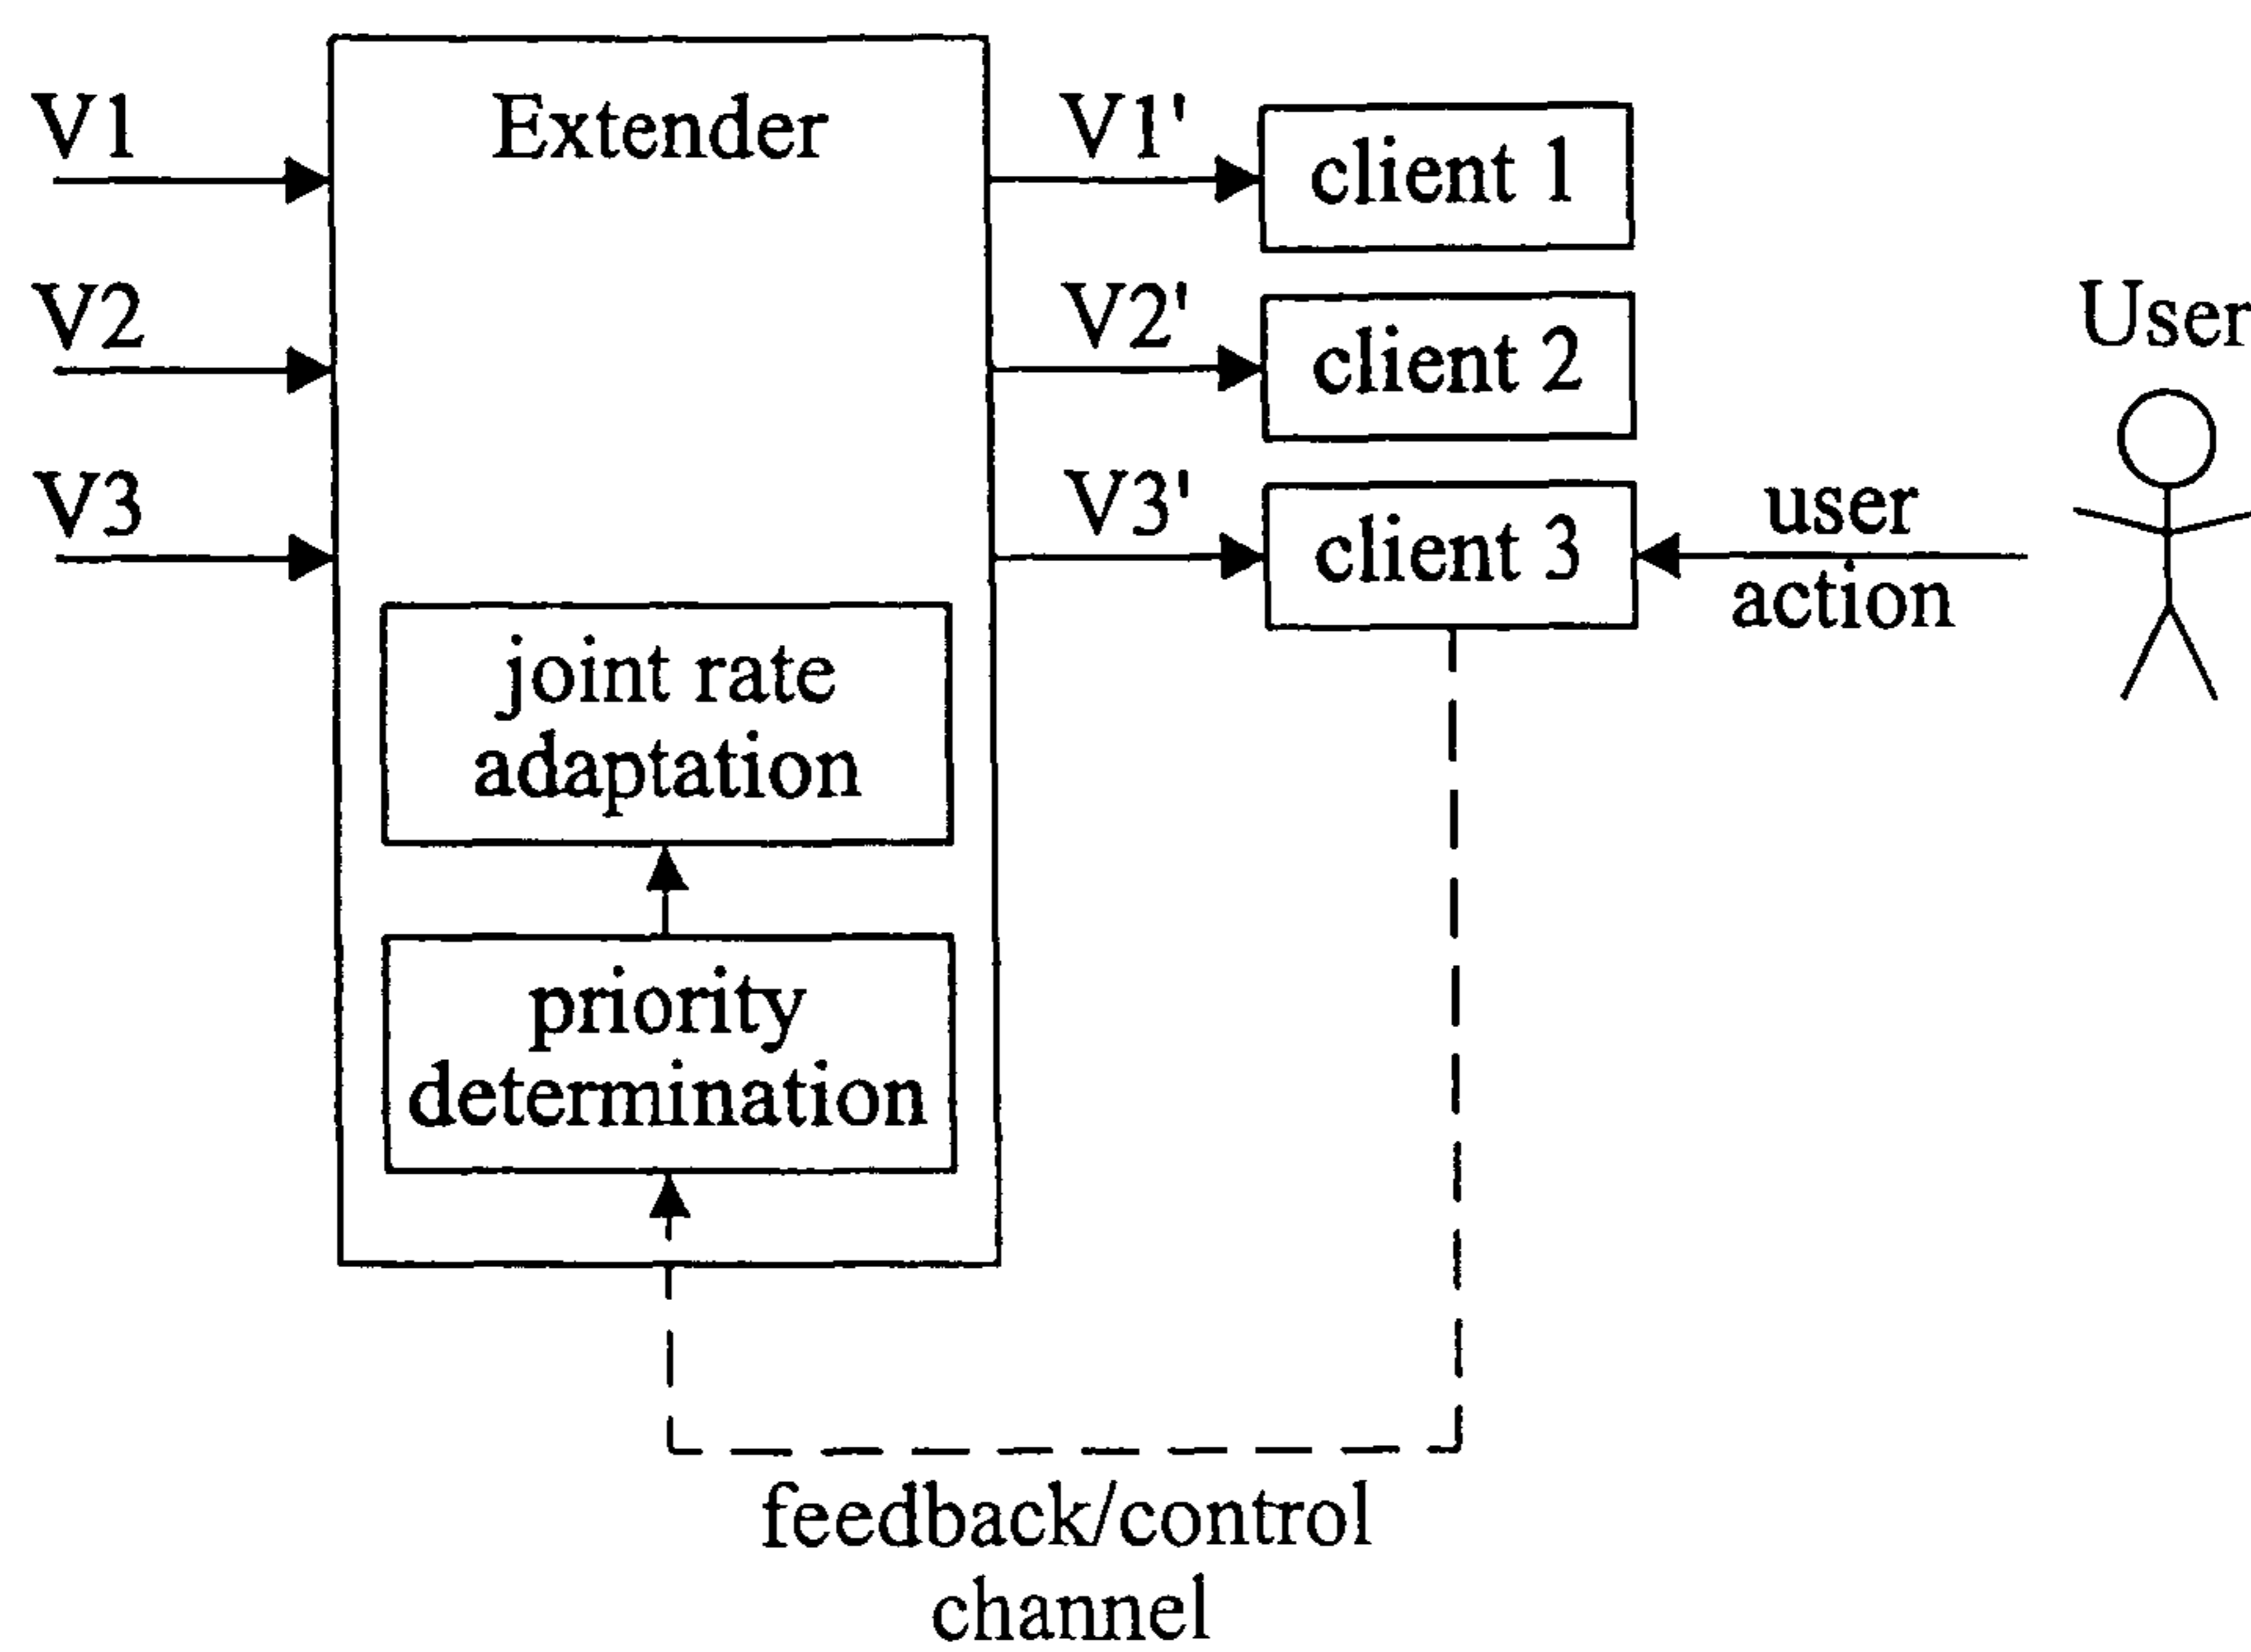 V1
Extender
V1'
client 1
V2
V2'
client 2
User
V3
V3'
client 3
user
action
joint rate
adaptation
priority
determination
feedback/control
channel